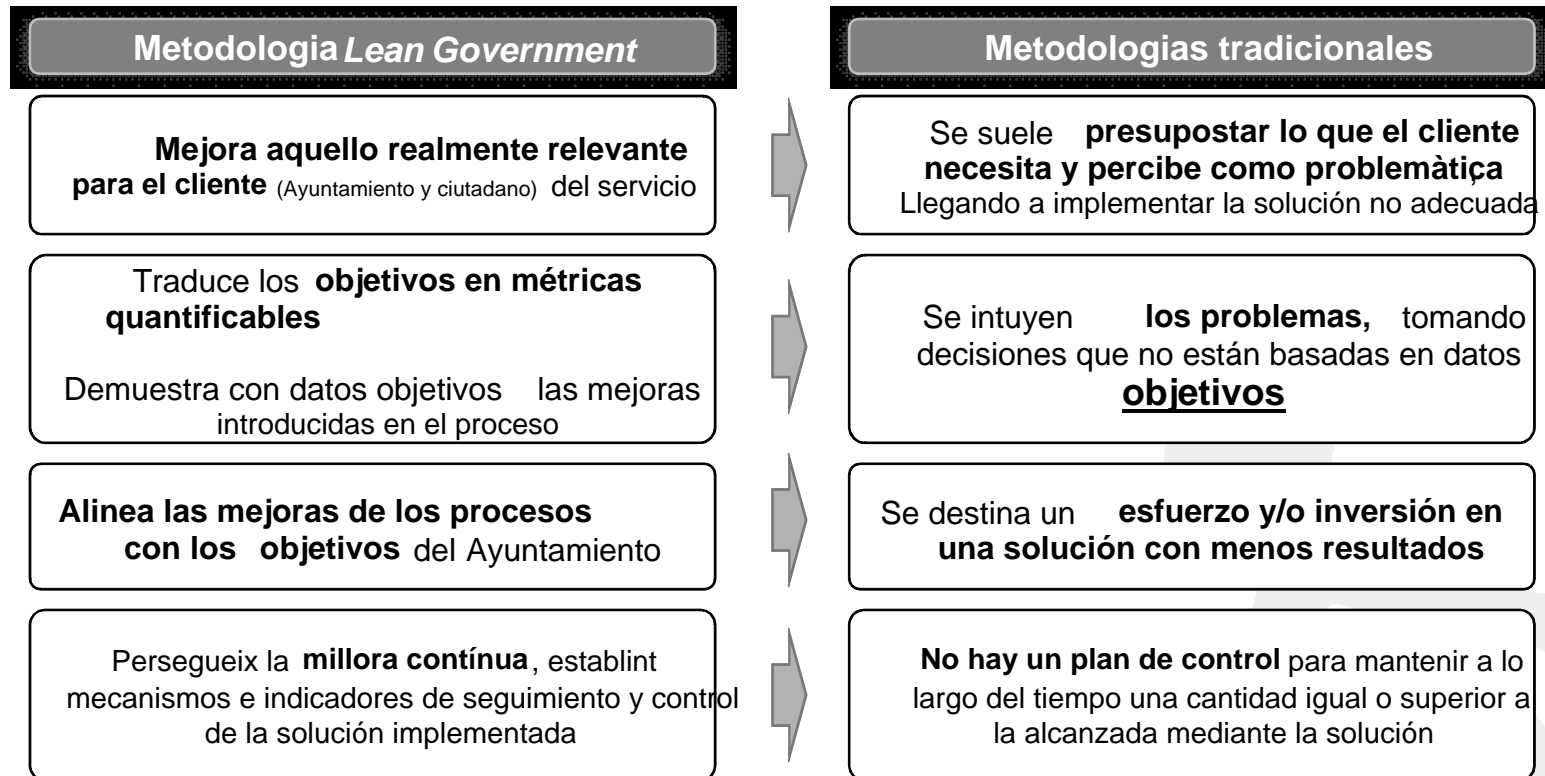 Metodologia Lean Government
Mejora aquello realmente relevante
para el cliente (Ayuntamiento y ciutadano) del servicio
Traduce los objetivos en métricas
quantificables
Demuestra con datos objetivos las mejoras
introducidas en el proceso
Alinea las mejoras de los procesos
con los objetivos del Ayuntamiento
Persegueix la millora contínua, establint
mecanismos e indicadores de seguimiento y control
de la solución implementada
Metodologias tradicionales
Se suele presupostar lo que el cliente
necesita y percibe como problemàtica,
Llegando a implementar la solución no adecuada
Se intuyen los problemas, tomando
decisiones que no están basadas en datos
objetivos
Se destina un esfuerzo y/o inversión en
una solución con menos resultados
No hay un plan de control para mantener a lo
largo del tiempo una cantidad igual o superior a
la alcanzada mediante la solución